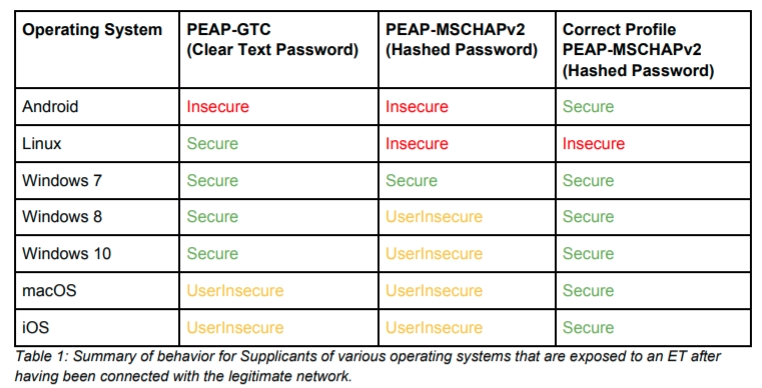 Operating System PEAP-GTC PEAP-MSCHAPv2 Correct Profile
(Clear Text Password) (Hashed Password) PEAP-MSCHAPv2
(Hashed Password)
Android Insecure Insecure Secure
Linux Secure Insecure Insecure
Windows 7 Secure Secure Secure
Windows 8 Secure UserInsecure Secure
Windows 10 Secure UserInsecure Secure
macOS UserInsecure UserInsecure Secure
iOS UserInsecure UserInsecure Secure
Table 1: Summary of behavior for Supplicants of various operating systems that are exposed to an ET after
having been connected with the legitimate network.